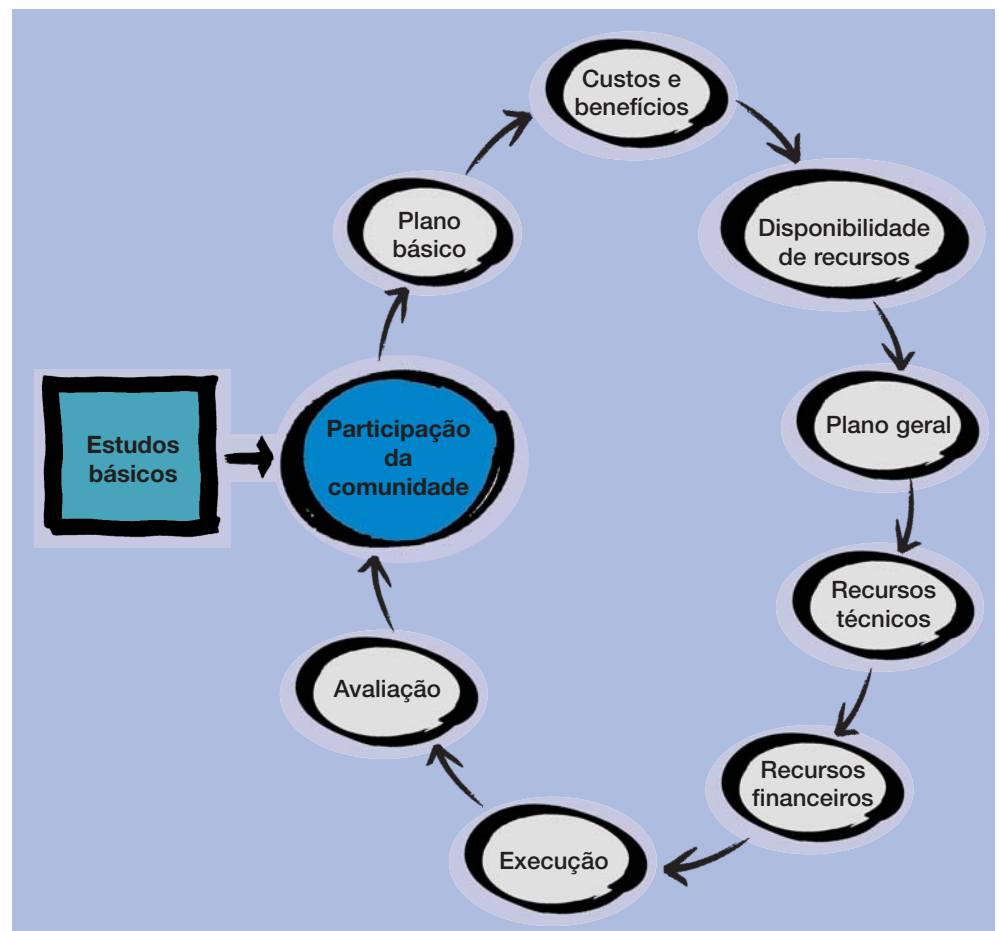 Estudos
básicos
Participação
da
comunidade
Plano
básico
Custos e
benefícios
Disponibilidade
de recursos
Plano geral
Recursos
técnicos
Recursos
financeiros
Execução
Avaliação